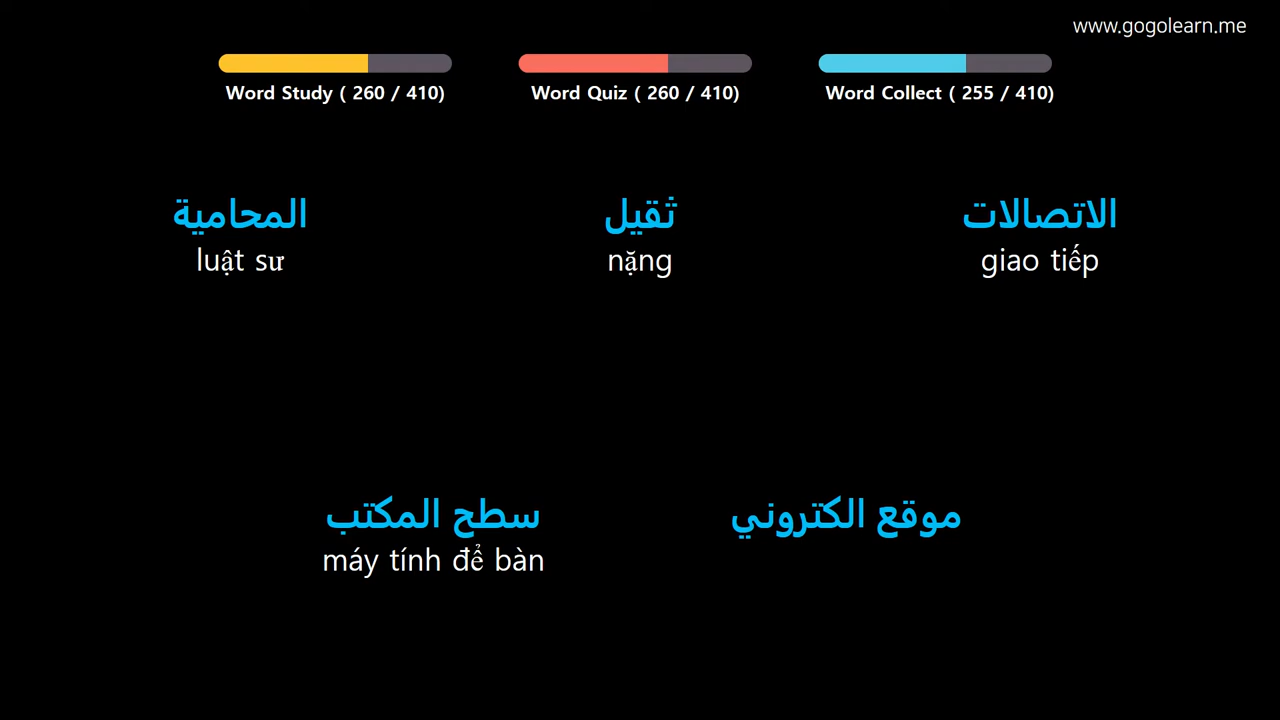 www.gogolearn.me
Word Study ( 260 / 410)
Word Quiz ( 260 / 410)
Word Collect ( 255 / 410)
المحامية
luật sư
ثقيل
nặng
الاتصالات
giao tiếp
سطح المكتب
máy tính để bàn
موقع الكتروني